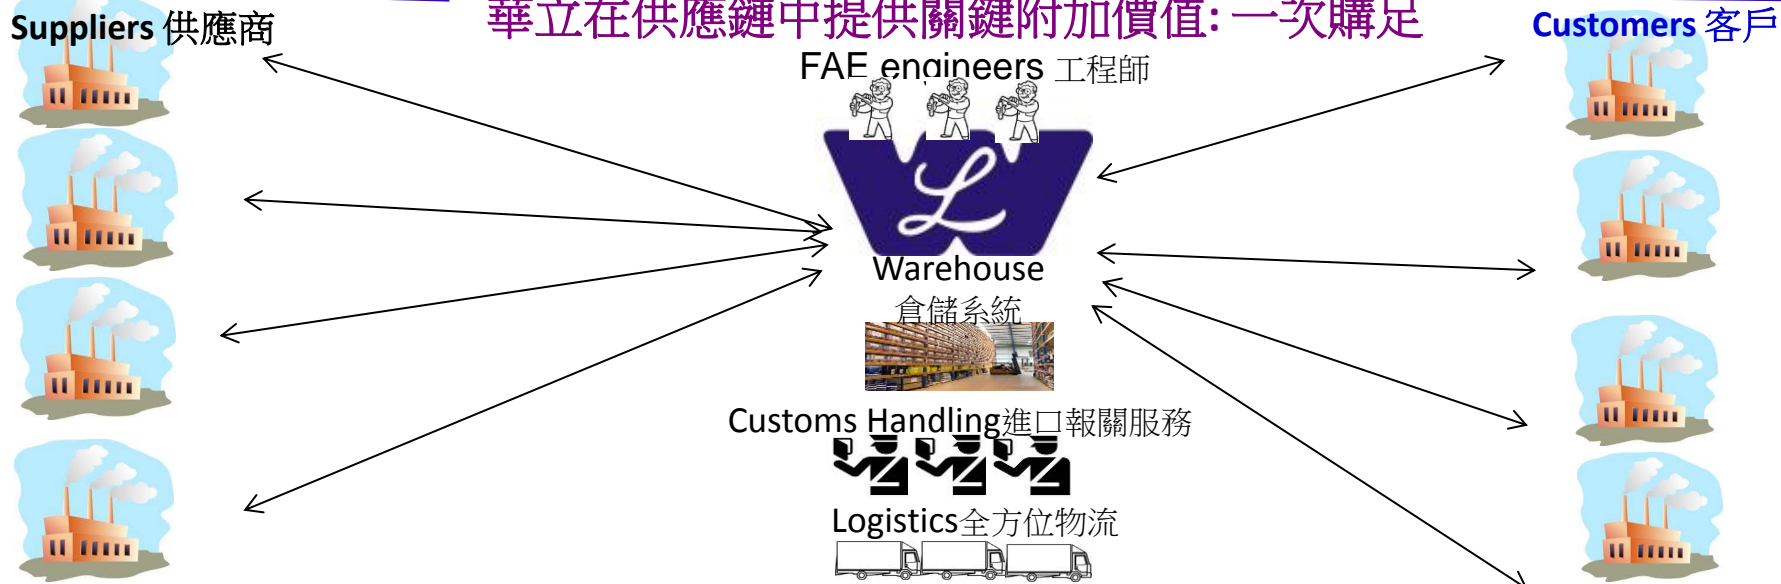 華立在供應鏈中提供關鍵附加價值: 一次購足
Suppliers 供應商
Customers 客戶
FAE engineers 工程師
L
Warehouse
倉儲系統
Customs Handling進口報關服務
Logistics全方位物流